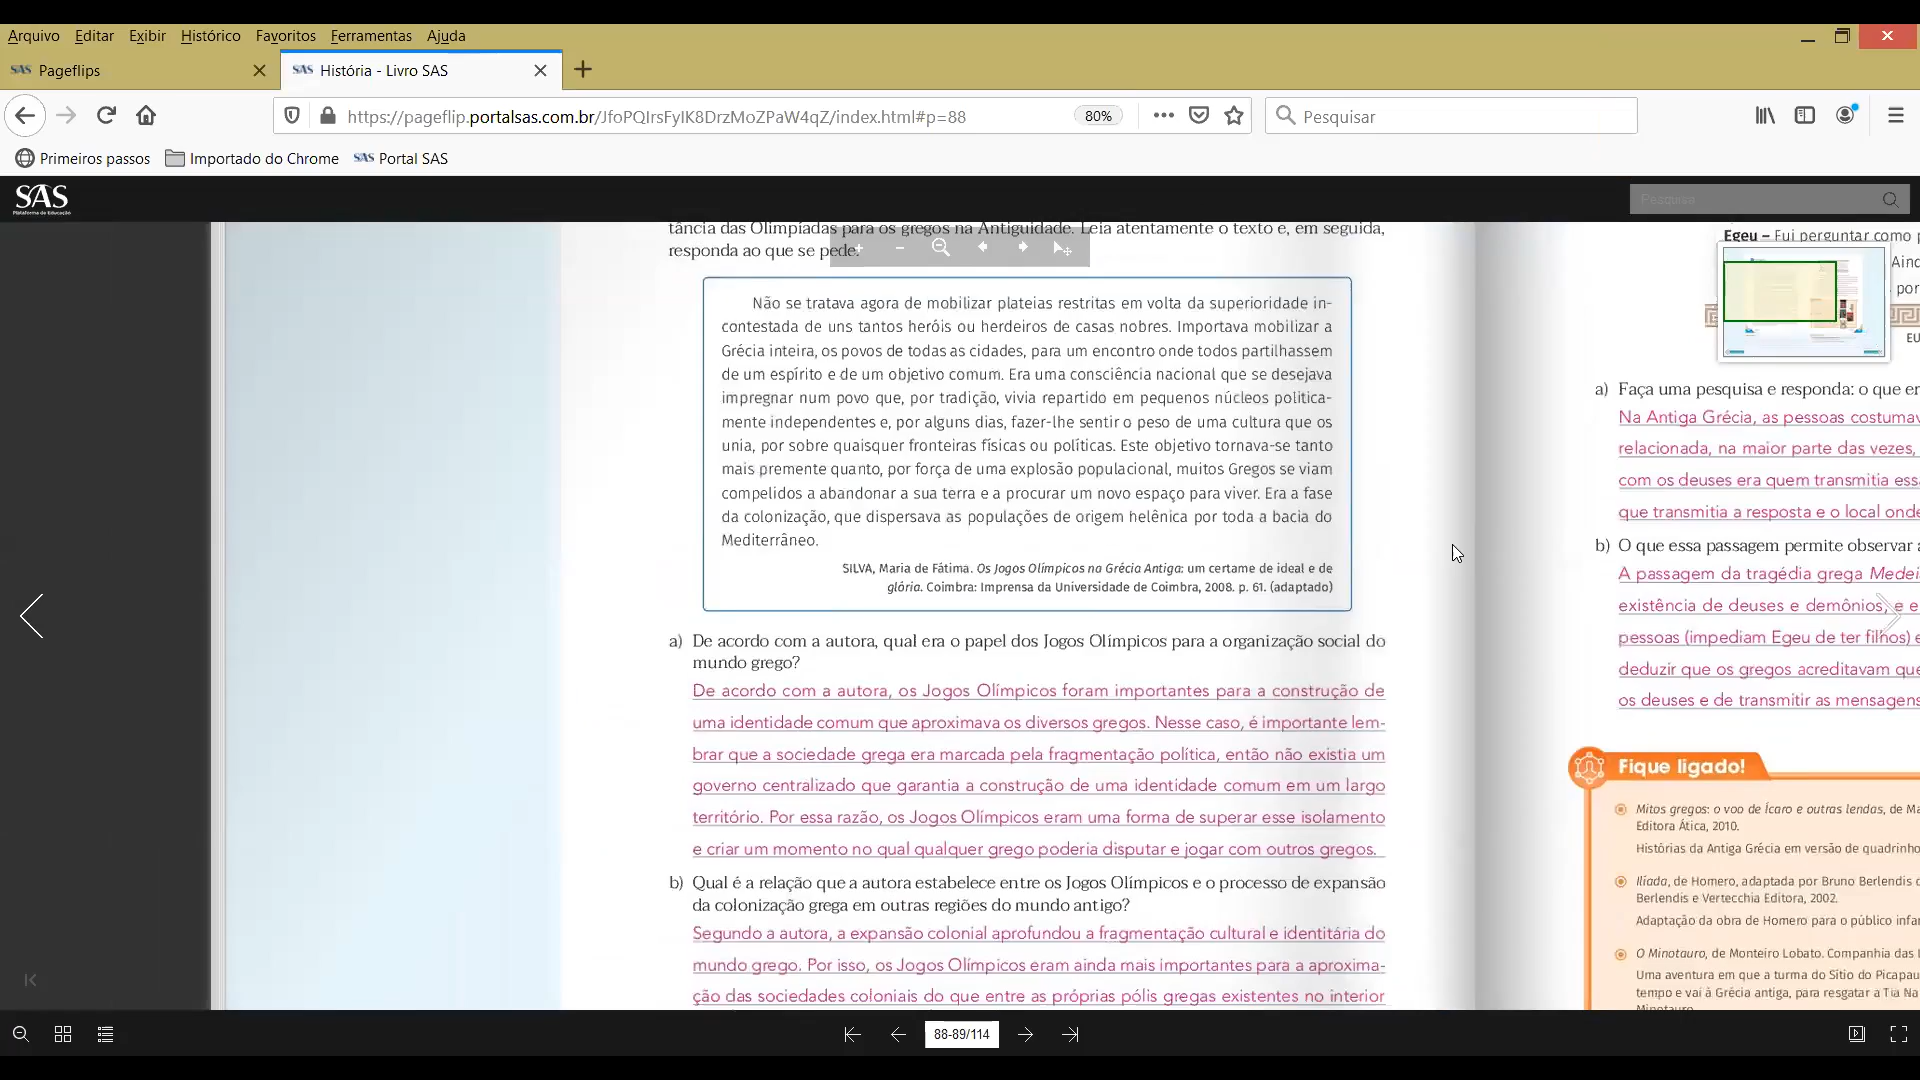 Arquivo Editar Exibir Histórico Favoritos Ferramentas Ajuda
SAS Pageflips
SAS História - Livro SAS
https://pageflip.portalsas.com.br/JfoPQIrsFyIK8DrzMoZPaW4qZ/index.html#p=88
80%
Pesquisar
Primeiros passos Importado do Chrome SAS Portal SAS
SAS
Plataforma de Educação
Pesquisa
tância das Olimpíadas para os gregos na Antiguidade. Leia atentamente o texto e, em seguida,
responda ao que se pede.
Não se tratava agora de mobilizar plateias restritas em volta da superioridade in-
contestada de uns tantos heróis ou herdeiros de casas nobres. Importava mobilizar a
Grécia inteira, os povos de todas as cidades, para um encontro onde todos partilhassem
de um espírito e de um objetivo comum. Era uma consciência nacional que se desejava
impregnar num povo que, por tradição, vivia repartido em pequenos núcleos politica-
mente independentes e, por alguns dias, fazer-lhe sentir o peso de uma cultura que os
unia, por sobre quaisquer fronteiras físicas ou políticas. Este objetivo tornava-se tanto
mais premente quanto, por força de uma explosão populacional, muitos Gregos se viam
compelidos a abandonar a sua terra e a procurar um novo espaço para viver. Era a fase
da colonização, que dispersava as populações de origem helênica por toda a bacia do
Mediterrâneo.
SILVA, Maria de Fátima. Os Jogos Olímpicos na Grécia Antiga: um certame de ideal e de
glória. Coimbra: Imprensa da Universidade de Coimbra, 2008. p. 61. (adaptado)
a) De acordo com a autora, qual era o papel dos Jogos Olímpicos para a organização social do
mundo grego?
De acordo com a autora, os Jogos Olímpicos foram importantes para a construção de
uma identidade comum que aproximava os diversos gregos. Nesse caso, é importante lem-
brar que a sociedade grega era marcada pela fragmentação política, então não existia um
governo centralizado que garantia a construção de uma identidade comum em um largo
território. Por essa razão, os Jogos Olímpicos eram uma forma de superar esse isolamento
e criar um momento no qual qualquer grego poderia disputar e jogar com outros gregos.
b) Qual é a relação que a autora estabelece entre os Jogos Olímpicos e o processo de expansão
da colonização grega em outras regiões do mundo antigo?
Segundo a autora, a expansão colonial aprofundou a fragmentação cultural e identitária do
mundo grego. Por isso, os Jogos Olímpicos eram ainda mais importantes para a aproxima-
ção das sociedades coloniais do que entre as próprias pólis gregas existentes no interior
Egeu – Fui perguntar como p
Ainc
por
EU
a) Faça uma pesquisa e responda: o que er
Na Antiga Grécia, as pessoas costumav
relacionada, na maior parte das vezes,
com os deuses era quem transmitia ess
que transmitia a resposta e o local onde
b) O que essa passagem permite observar a
A passagem da tragédia grega Medei
existência de deuses e demônios, e e
pessoas (impediam Egeu de ter filhos) e
deduzir que os gregos acreditavam que
os deuses e de transmitir as mensagens
Fique ligado!
Mitos gregos: o voo de Ícaro e outras lendas, de Ma
Editora Ática, 2010.
Histórias da Antiga Grécia em versão de quadrinho
Ilíada, de Homero, adaptada por Bruno Berlendis d
Berlendis e Vertecchia Editora, 2002.
Adaptação da obra de Homero para o público infan
O Minotauro, de Monteiro Lobato. Companhia das L
Uma aventura em que a turma do Sítio do Picapau
tempo e vai à Grécia antiga, para resgatar a Tia Na
Minotauro.
88-89/114